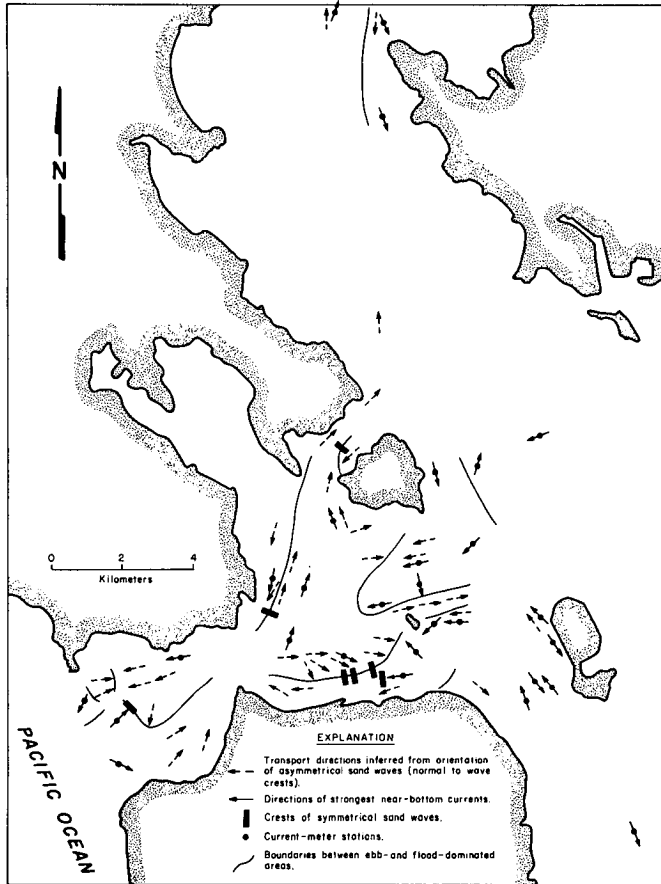 N
0 2 4
Kilometers
PACIFIC OCEAN
EXPLANATION
Transport directions inferred from orientation
of asymmetrical sand waves (normal to wave
crests).
Directions of strongest near-bottom currents.
Crests of symmetrical sand waves.
Current-meter stations.
Boundaries between ebb- and flood-dominated
areas.